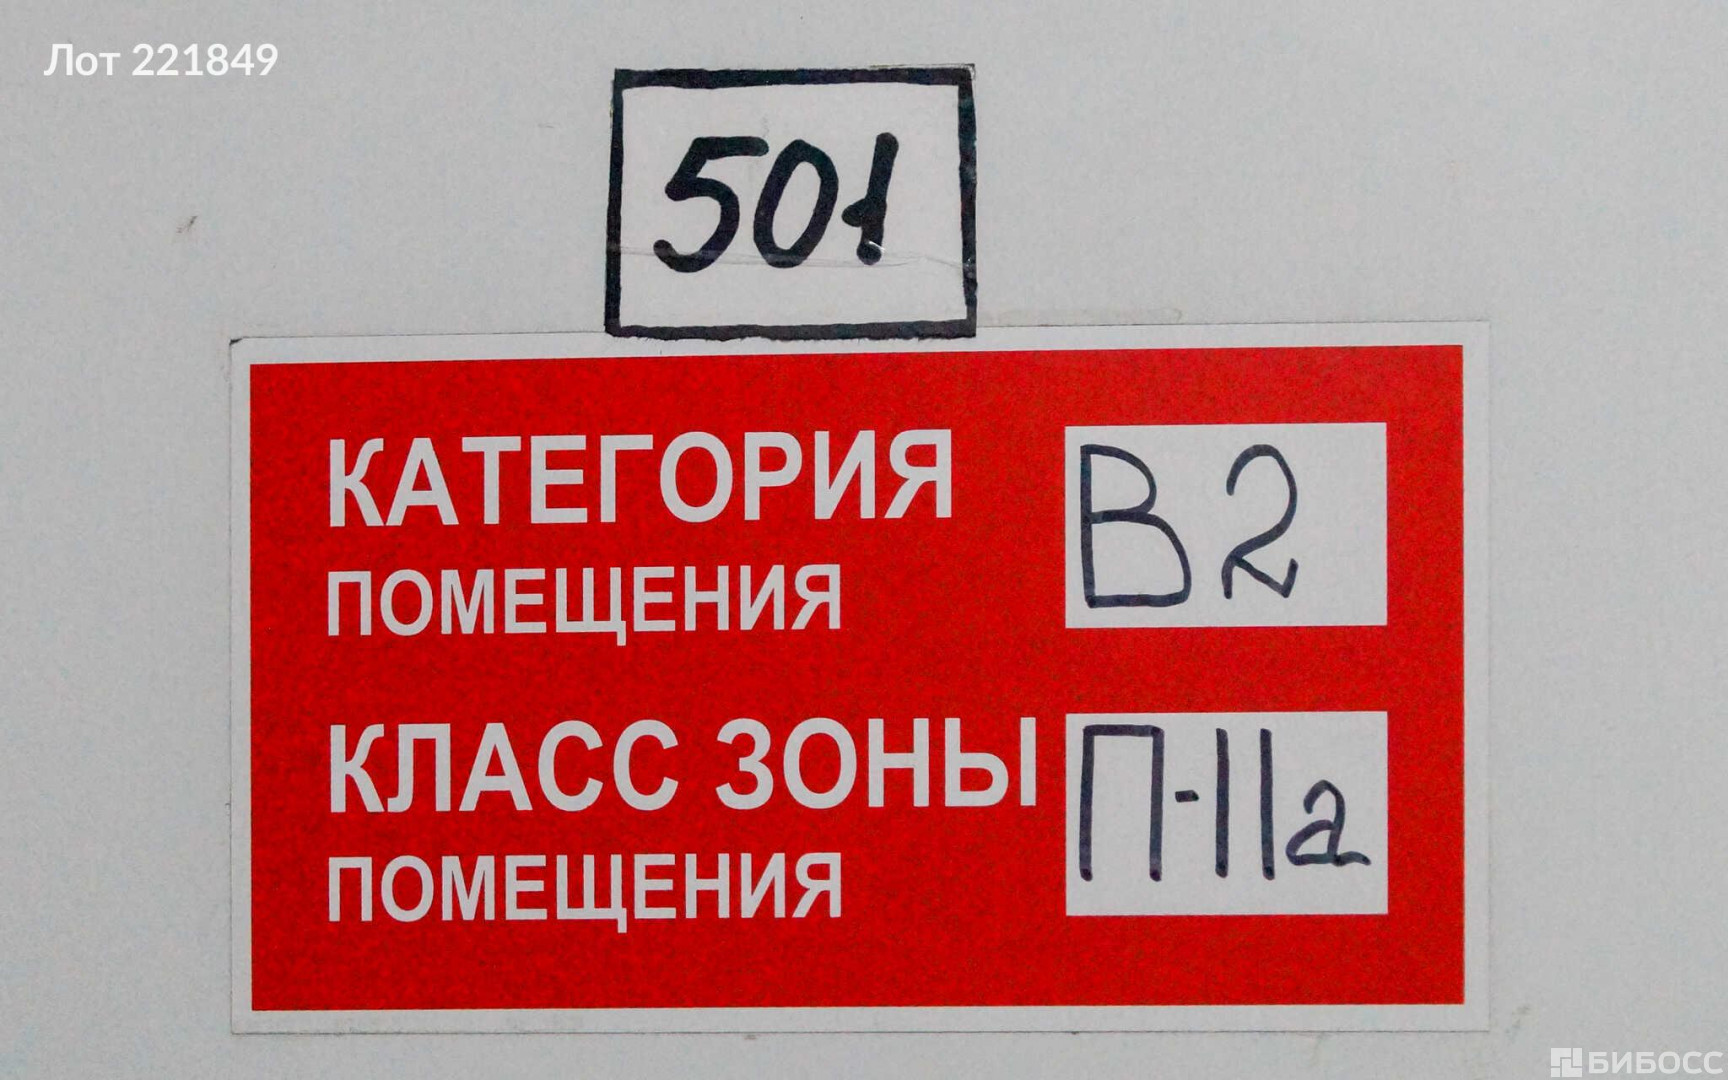 Лот 221849
501
КАТЕГОРИЯ В2
ПОМЕЩЕНИЯ
КЛАСС ЗОНЫ П-IIа
ПОМЕЩЕНИЯ
БИБОСС